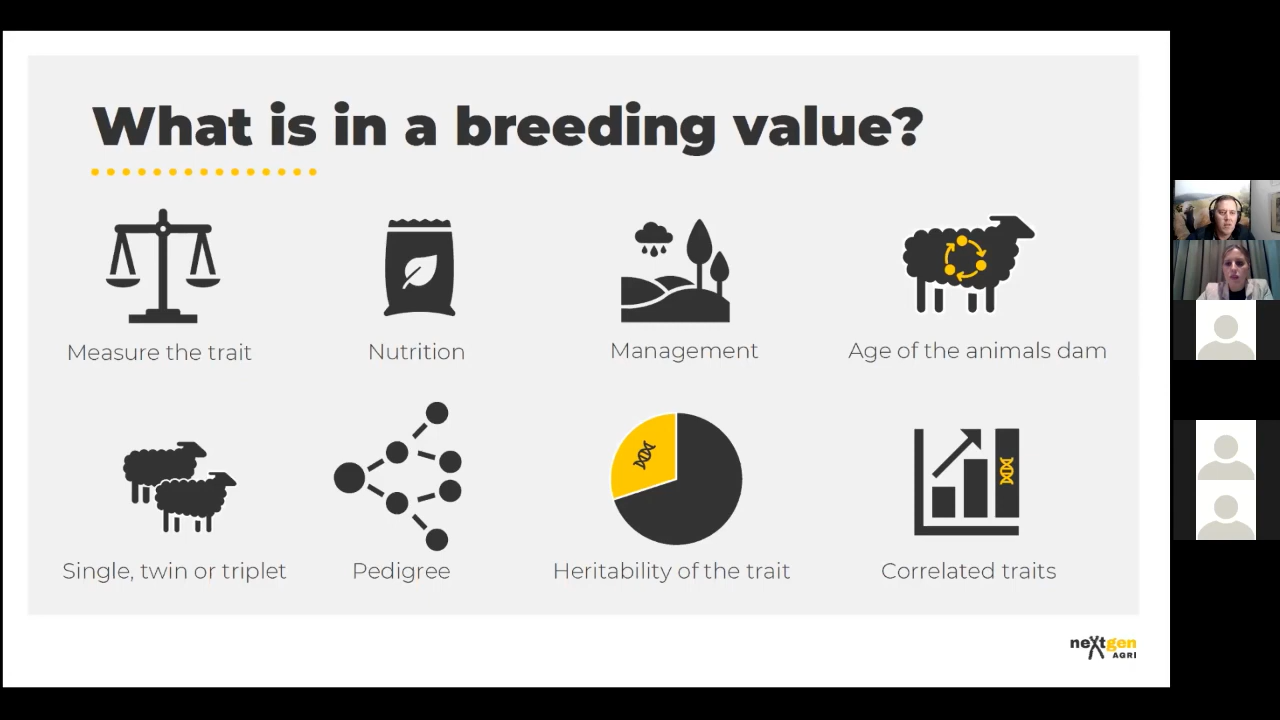 What is in a breeding value?
Measure the trait
Nutrition
Management
Age of the animals dam
Single, twin or triplet
Pedigree
Heritability of the trait
Correlated traits
nextgen
AGRI